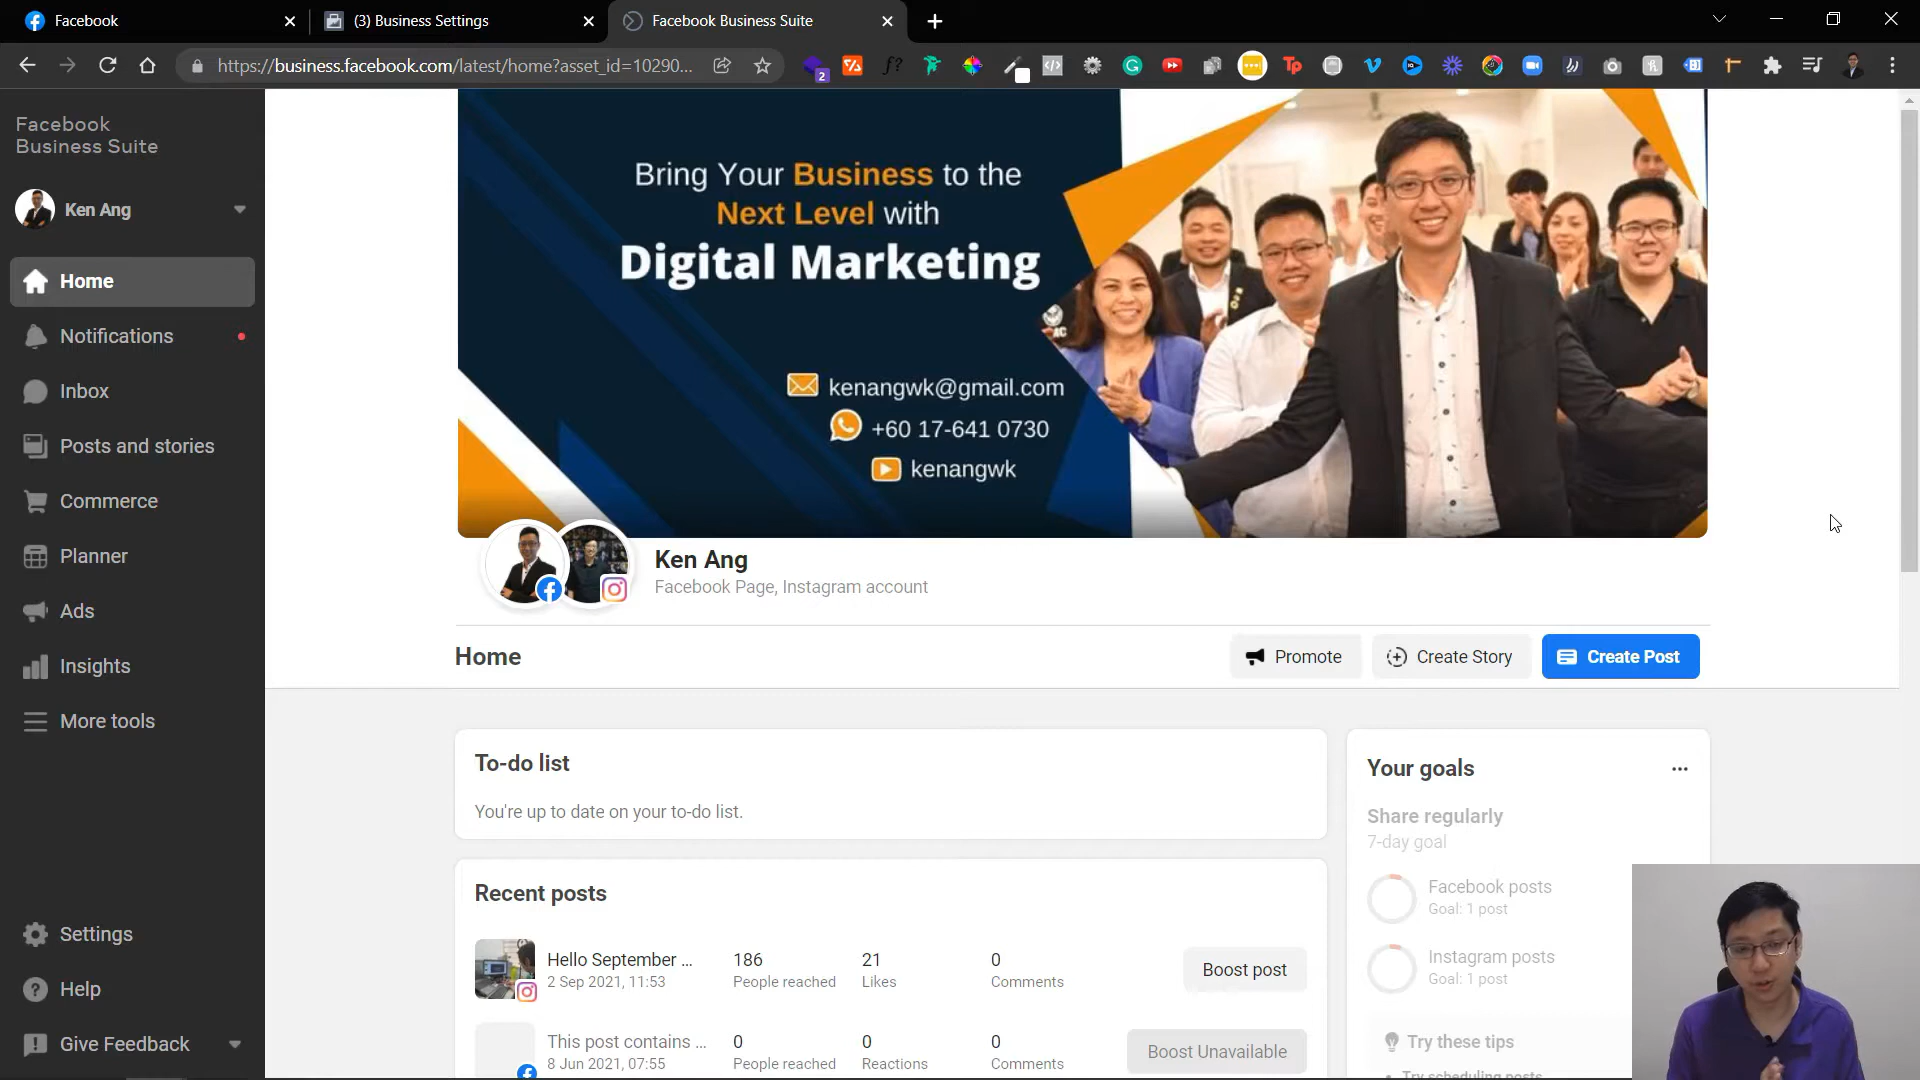 Facebook
(3) Business Settings
Facebook Business Suite
https://business.facebook.com/latest/home?asset_id=10290...
2
Facebook
Business Suite
Ken Ang
Home
Notifications
Inbox
Posts and stories
Commerce
Planner
Ads
Insights
More tools
Settings
Help
Give Feedback
Bring Your Business to the
Next Level with
Digital Marketing
kenangwk@gmail.com
+60 17-641 0730
kenangwk
Ken Ang
Facebook Page, Instagram account
Home
Promote
Create Story
Create Post
To-do list
You're up to date on your to-do list.
Recent posts
Hello September ...
2 Sep 2021, 11:53
186
People reached
21
Likes
0
Comments
Boost post
This post contains ...
8 Jun 2021, 07:55
0
People reached
0
Reactions
0
Comments
Boost Unavailable
Your goals
Share regularly
7-day goal
Facebook posts
Goal: 1 post
Instagram posts
Goal: 1 post
Try these tips
Try scheduling posts